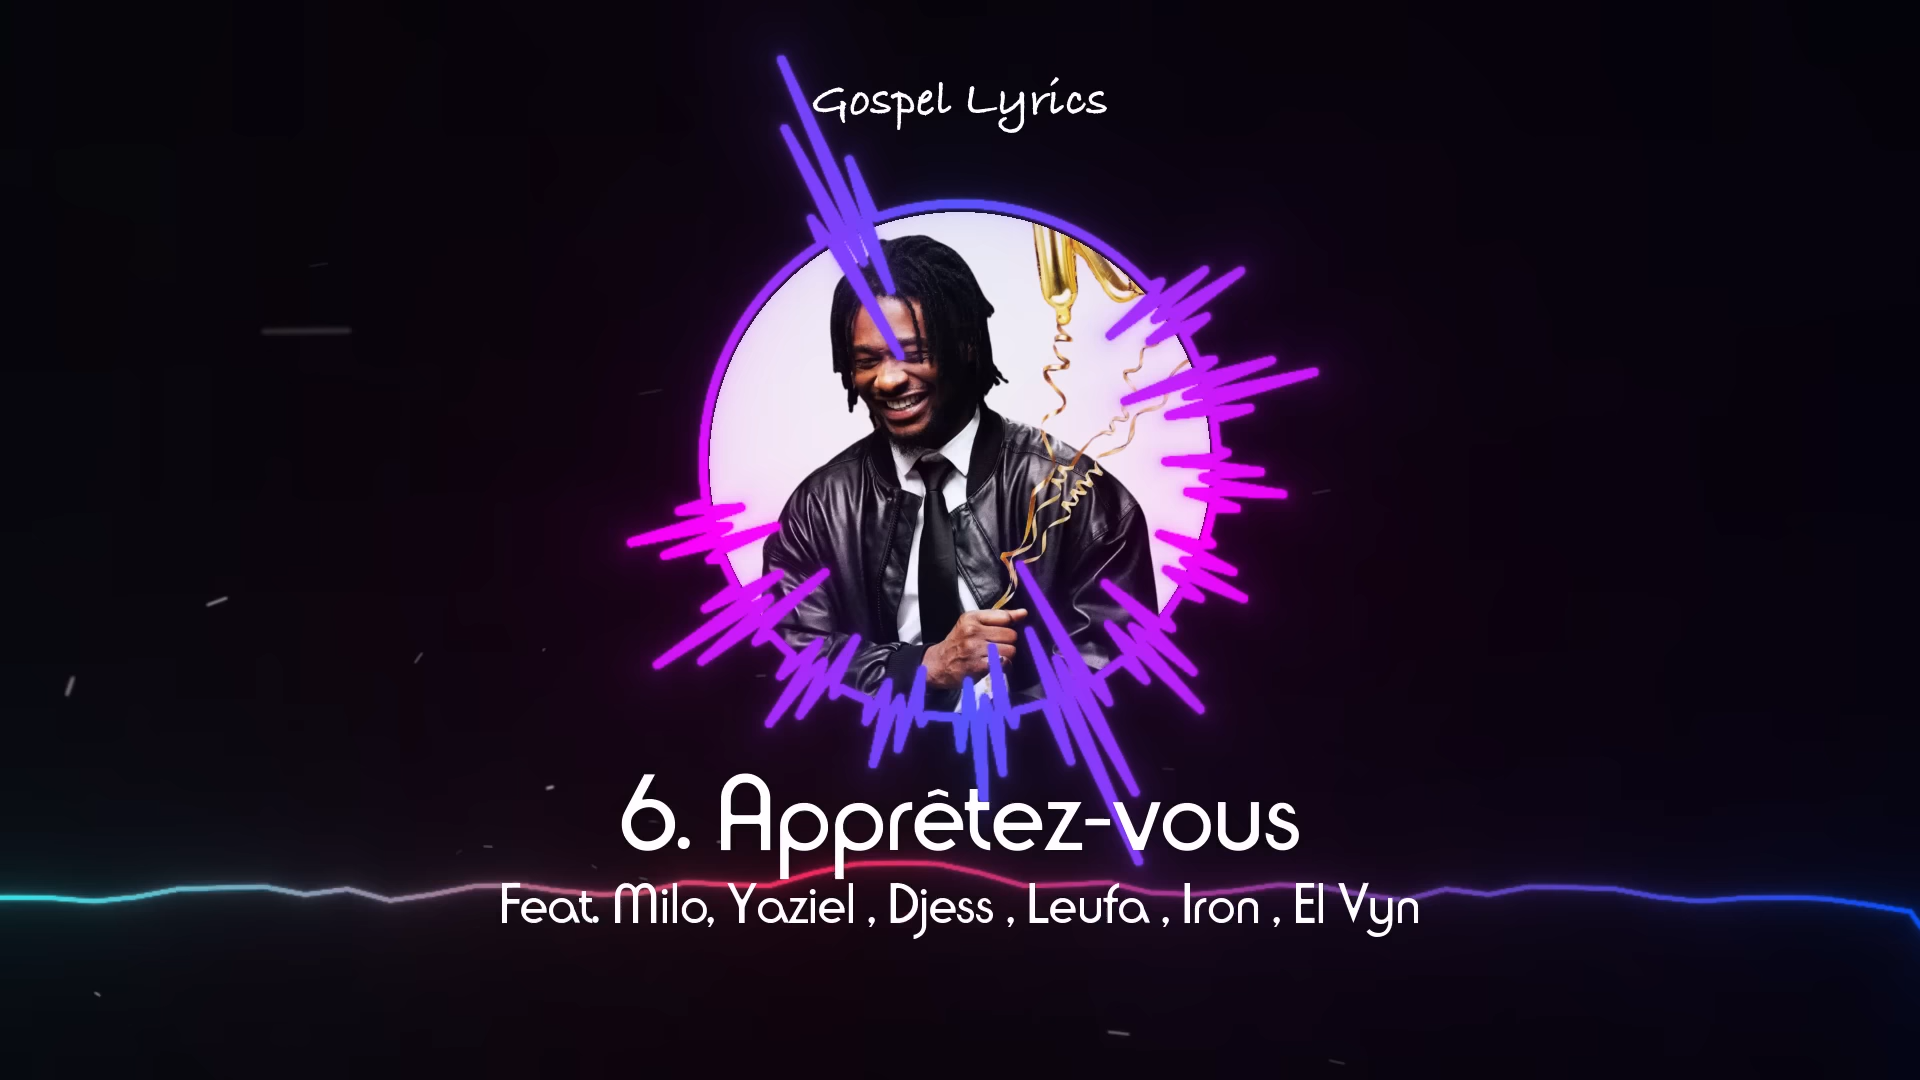 Gospel Lyrics
6. Apprêtez-vous
Feat. Milo, Yaziel , Djess , Leufa , Iron , El Vyn